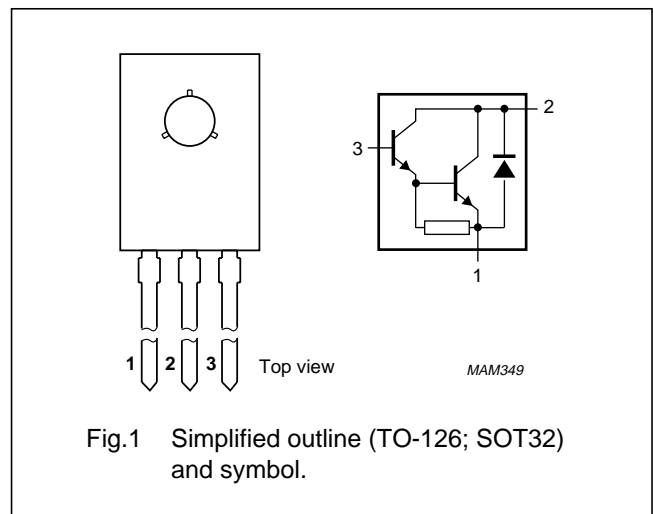 2
3
1
1 2 3 Top view
MAM349
Fig.1 Simplified outline (TO-126; SOT32)
and symbol.